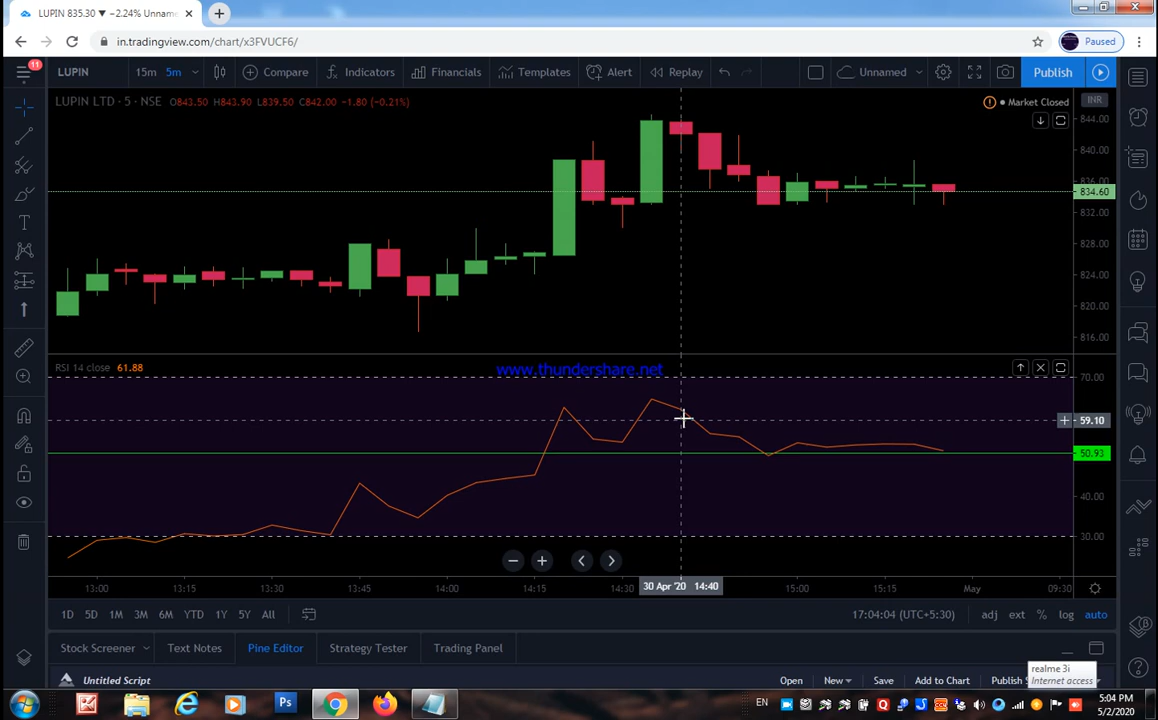 LUPIN 835.30 ▼ −2.24% Unname
in.tradingview.com/chart/x3FVUCF6/
Paused
11
LUPIN 15m 5m Compare Indicators Financials Templates Alert Replay Unnamed Publish
LUPIN LTD · 5 · NSE O843.50 H843.90 L839.50 C842.00 −1.80 (−0.21%)
Market Closed
INR
844.00
840.00
836.00
834.60
832.00
828.00
824.00
820.00
816.00
RSI 14 close 61.88
www.thundershare.net
70.00
59.10
50.93
40.00
30.00
13:00 13:15 13:30 13:45 14:00 14:15 14:30 30 Apr '20 14:40 15:00 15:15 May 09:30
1D 5D 1M 3M 6M YTD 1Y 5Y All 17:04:04 (UTC+5:30) adj ext % log auto
Stock Screener Text Notes Pine Editor Strategy Tester Trading Panel
realme 3i
Internet access
Untitled Script Open New Save Add to Chart Publish S
Ps
EN
5:04 PM
5/2/2020